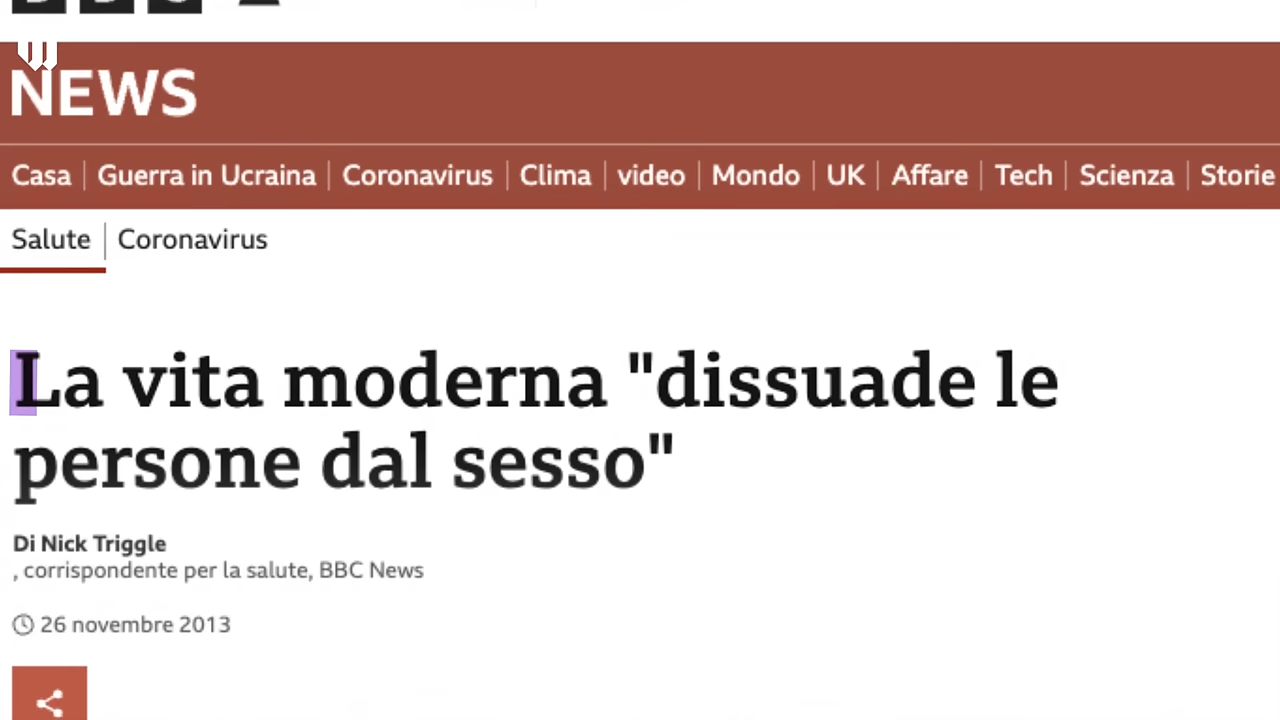 NEWS
Casa Guerra in Ucraina Coronavirus Clima video Mondo UK Affare Tech Scienza Storie
Salute Coronavirus
La vita moderna "dissuade le
persone dal sesso"
Di Nick Triggle
, corrispondente per la salute, BBC News
26 novembre 2013